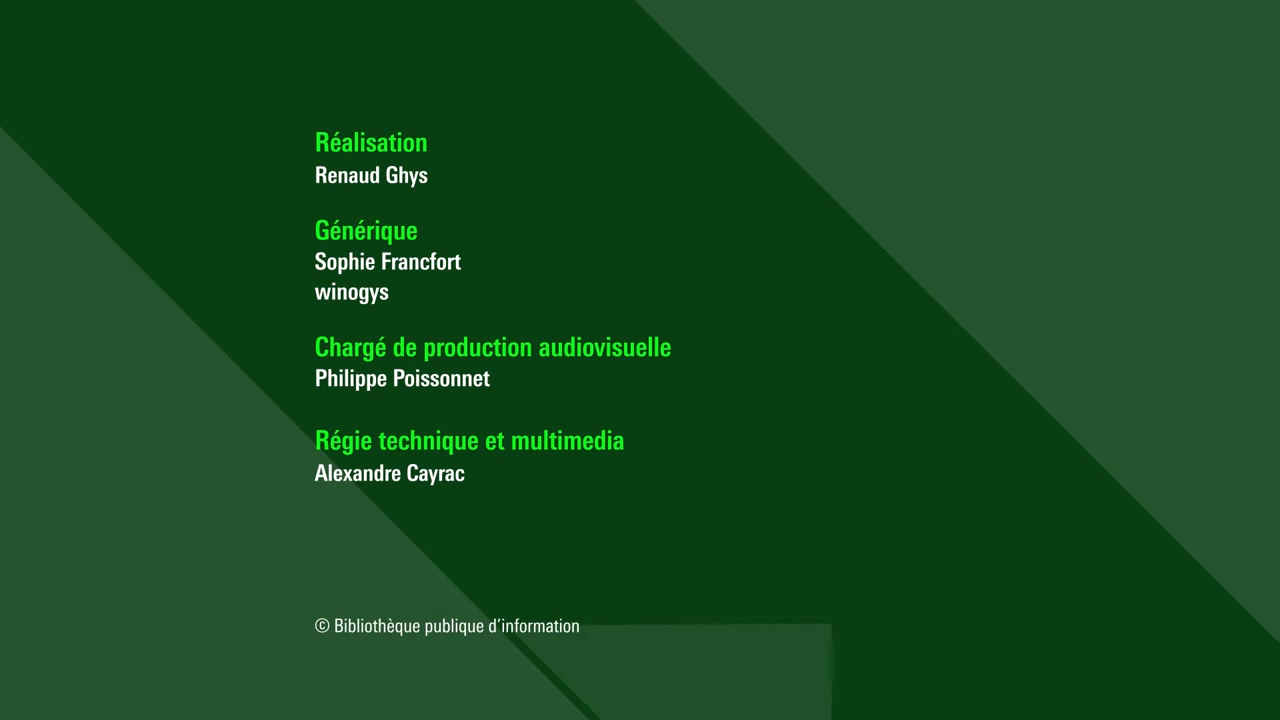 Réalisation
Renaud Ghys
Générique
Sophie Francfort
winogys
Chargé de production audiovisuelle
Philippe Poissonnet
Régie technique et multimedia
Alexandre Cayrac
© Bibliothèque publique d’information